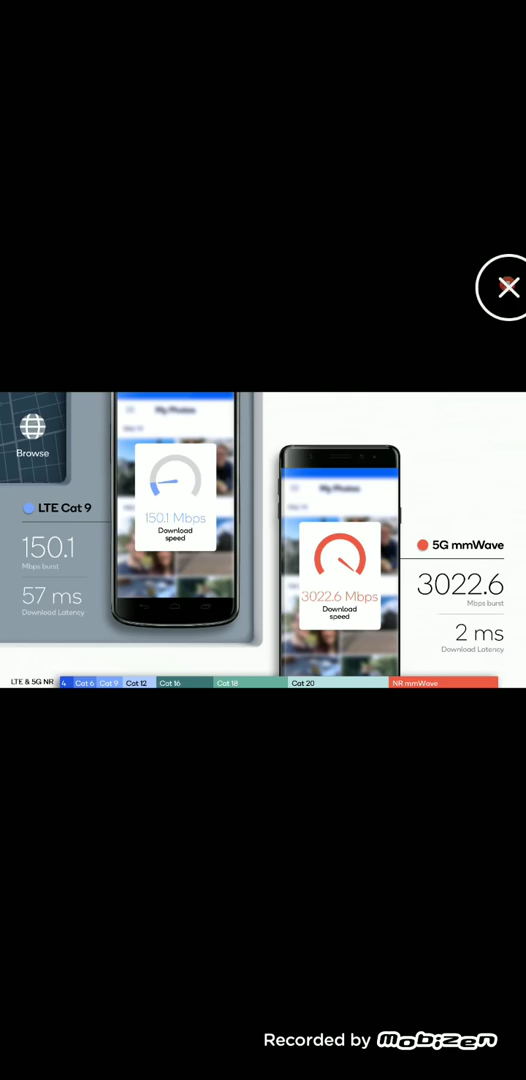 My Photos
Browse
LTE Cat 9
150.1 Mbps
Download
speed
150.1
Mbps burst
57 ms
Download Latency
My Photos
3022.6 Mbps
Download
speed
5G mmWave
3022.6
Mbps burst
2 ms
Download Latency
LTE & 5G NR 4 Cat 6 Cat 9 Cat 12 Cat 16 Cat 18 Cat 20 NR mmWave
Recorded by mobizen